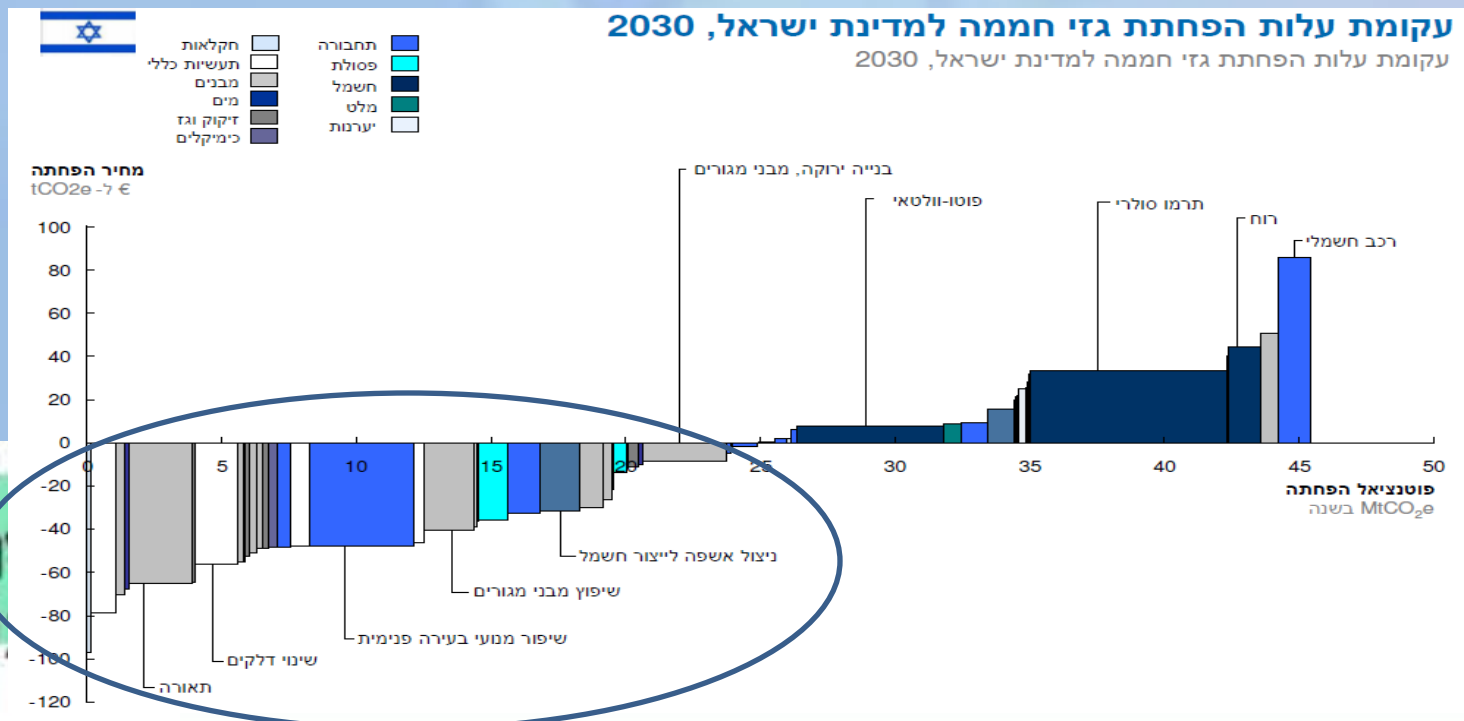 עקומת עלות הפחתת גזי חממה למדינת ישראל, 2030
עקומת עלות הפחתת גזי חממה למדינת ישראל, 2030
תחבורה
פסולת
חשמל
מלט
יערנות
חקלאות
תעשיות כללי
מבנים
מים
זיקוק וגז
כימיקלים
מחיר הפחתה
€ ל- tCO2e
בנייה ירוקה, מבני מגורים
פוטו-וולטאי
תרמו סולרי
רוח
רכב חשמלי
100
80
60
40
20
0
-20
-40
-60
-80
-100
-120
0 5 10 15 20 25 30 35 40 45 50
פוטנציאל הפחתה
MtCO₂e בשנה
ניצול אשפה לייצור חשמל
שיפוץ מבני מגורים
שיפור מנועי בעירה פנימית
שינוי דלקים
תאורה